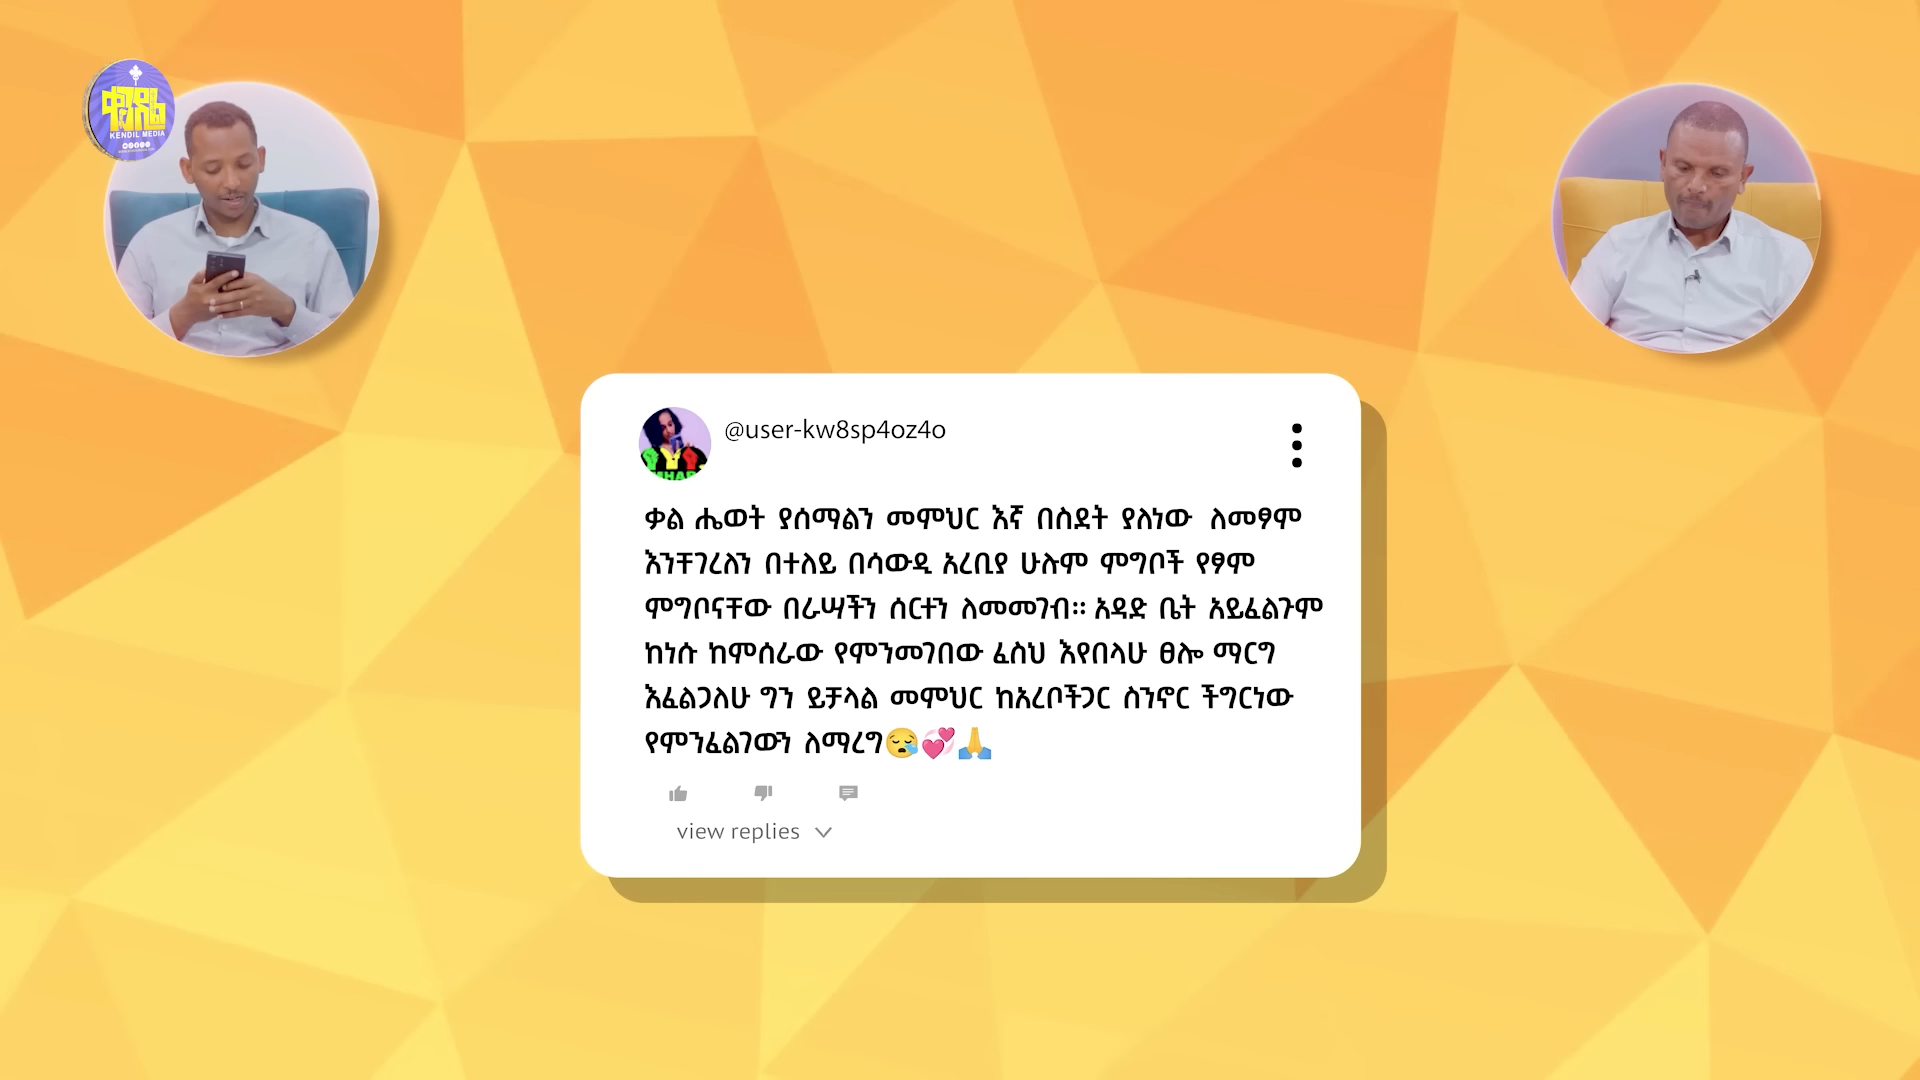 ቀንዲል
KENDIL MEDIA
@user-kw8sp4oz4o
ቃል ሔወት ያሰማልን መምህር እኛ በስደት ያለነው ለመፃም
እንቸገረለን በተለይ በሳውዲ አረቢያ ሁሉም ምግቦች የፃም
ምግቦናቸው በራሣችን ሰርተን ለመመገብ። አዳድ ቤት አይፈልጉም
ከነሱ ከምሰራው የምንመገበው ፈስህ እየበላሁ ፀሎ ማርግ
እፈልጋለሁ ግን ይቻላል መምህር ከአረቦችጋር ስንኖር ችግርነው
የምንፈልገውን ለማረግ😪💞🙏
view replies